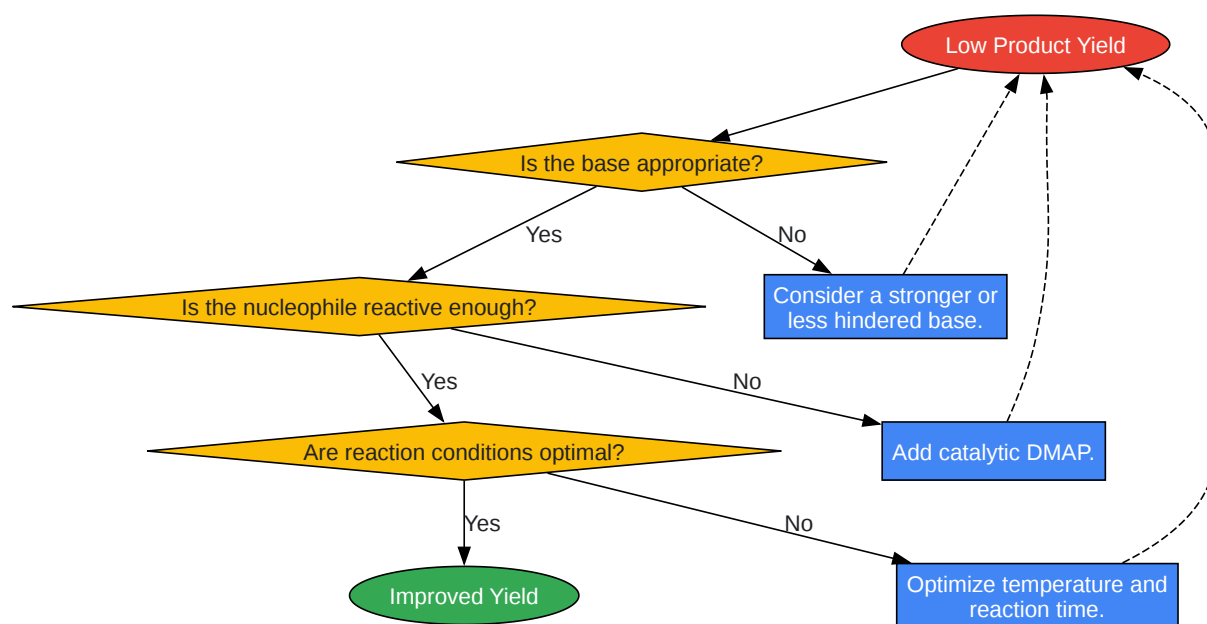 Low Product Yield
Is the base appropriate?
Yes
No
Consider a stronger or
less hindered base.
Is the nucleophile reactive enough?
Yes
No
Add catalytic DMAP.
Are reaction conditions optimal?
Yes
No
Improved Yield
Optimize temperature and
reaction time.